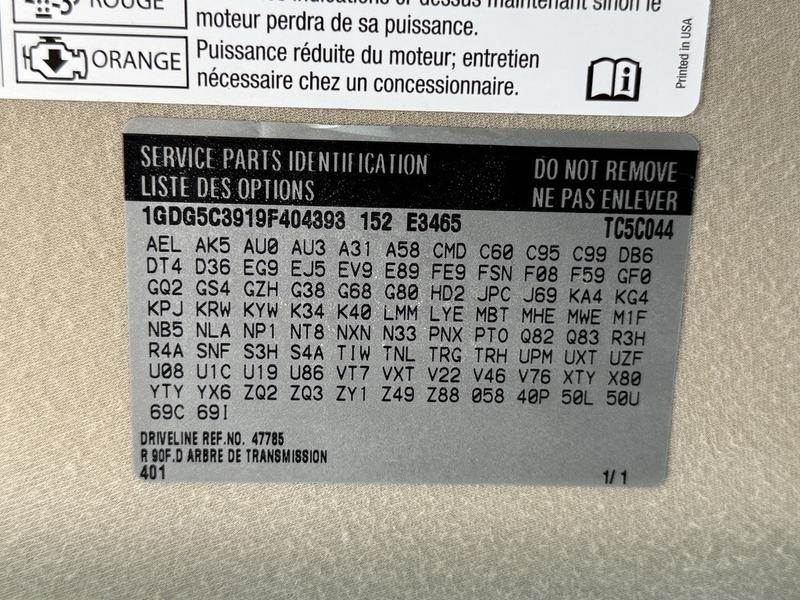 ROUGE
indications ci dessus maintenant sinon le
moteur perdra de sa puissance.
ORANGE
Puissance réduite du moteur; entretien
nécessaire chez un concessionnaire.
Printed in USA
SERVICE PARTS IDENTIFICATION
DO NOT REMOVE
LISTE DES OPTIONS
NE PAS ENLEVER
1GDG5C3919F404393 152 E3465 TC5C044
AEL AK5 AU0 AU3 A31 A58 CMD C60 C95 C99 DB6
DT4 D36 EG9 EJ5 EV9 E89 FE9 FSN F08 F59 GF0
GQ2 GS4 GZH G38 G68 G80 HD2 JPC J69 KA4 KG4
KPJ KRW KYW K34 K40 LMM LYE MBT MHE MWE M1F
NB5 NLA NP1 NT8 NXN N33 PNX PTO Q82 Q83 R3H
R4A SNF S3H S4A TIW TNL TRG TRH UPM UXT UZF
U08 U1C U19 U86 VT7 VXT V22 V46 V76 XTY X80
YTY YX6 ZQ2 ZQ3 ZY1 Z49 Z88 058 40P 50L 50U
69C 69I
DRIVELINE REF.NO. 47785
R 90F.D ARBRE DE TRANSMISSION
401
1/ 1